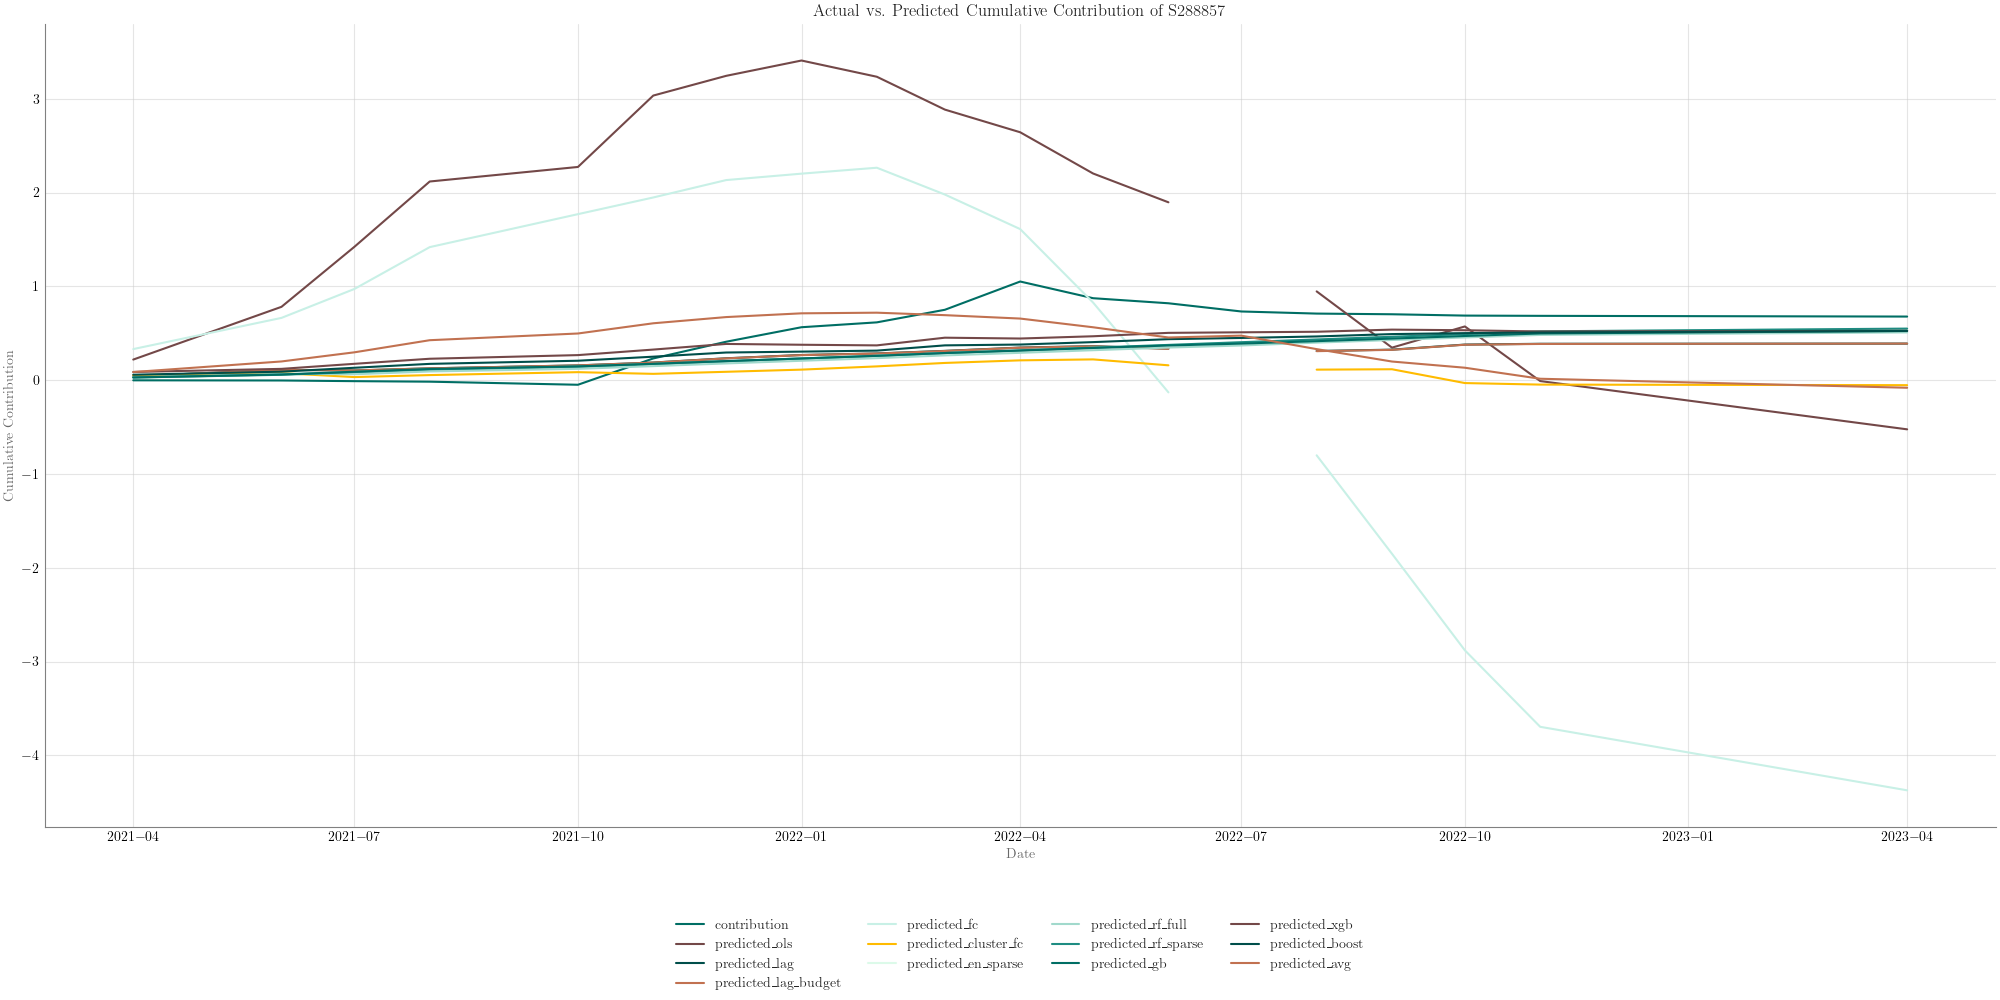 Actual vs. Predicted Cumulative Contribution of S288857
Cumulative Contribution
3
2
1
0
−1
−2
−3
−4
2021−04 2021−07 2021−10 2022−01 2022−04 2022−07 2022−10 2023−01 2023−04
Date
contribution predicted_fc predicted_rf_full predicted_xgb
predicted_ols predicted_cluster_fc predicted_rf_sparse predicted_boost
predicted_lag predicted_en_sparse predicted_gb predicted_avg
predicted_lag_budget